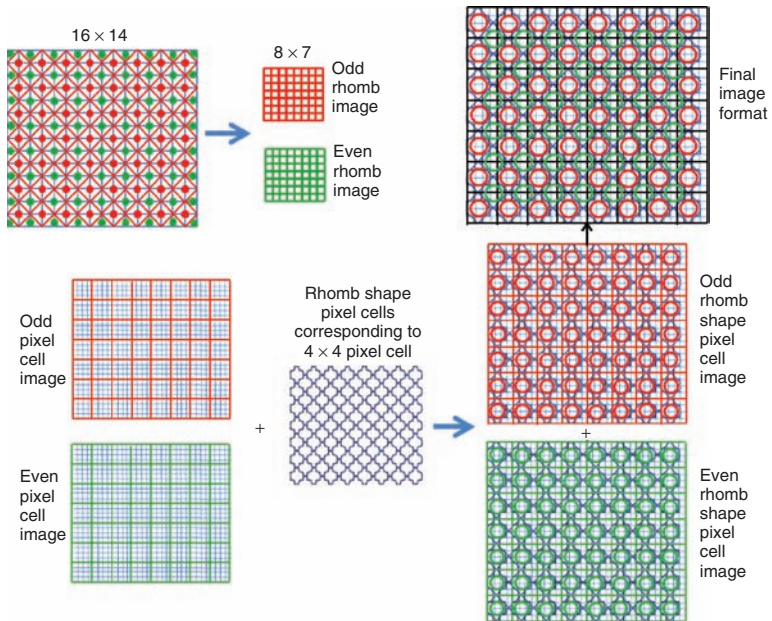 16 × 14
8 × 7
Odd
rhomb
image
Even
rhomb
image
Final
image
format
Odd
pixel
cell
image
Even
pixel
cell
image
+
Rhomb shape
pixel cells
corresponding to
4 × 4 pixel cell
Odd
rhomb
shape
pixel
cell
image
+
Even
rhomb
shape
pixel
cell
image